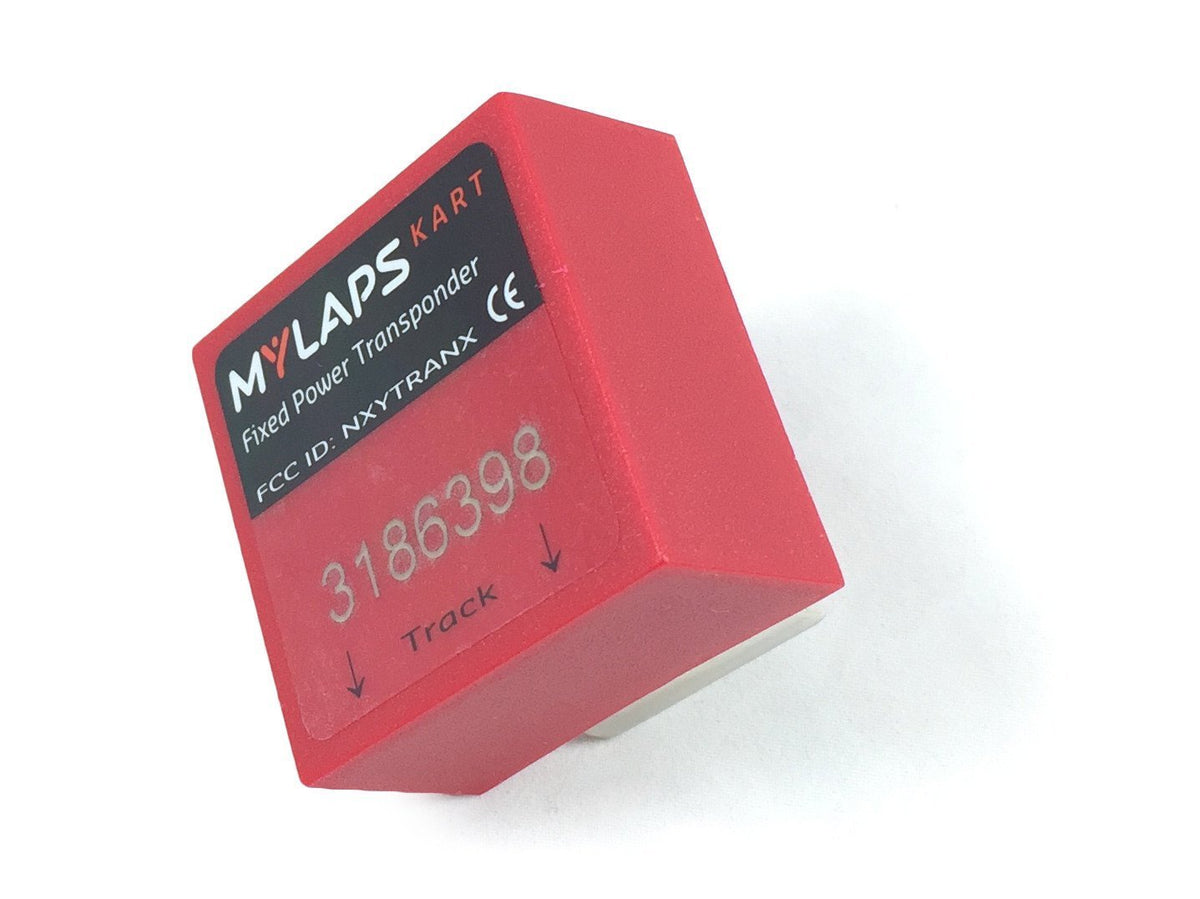 MYLAPS KART
Fixed Power Transponder
FCC ID: NXYTRANX CE
3186398
↓ Track ↓